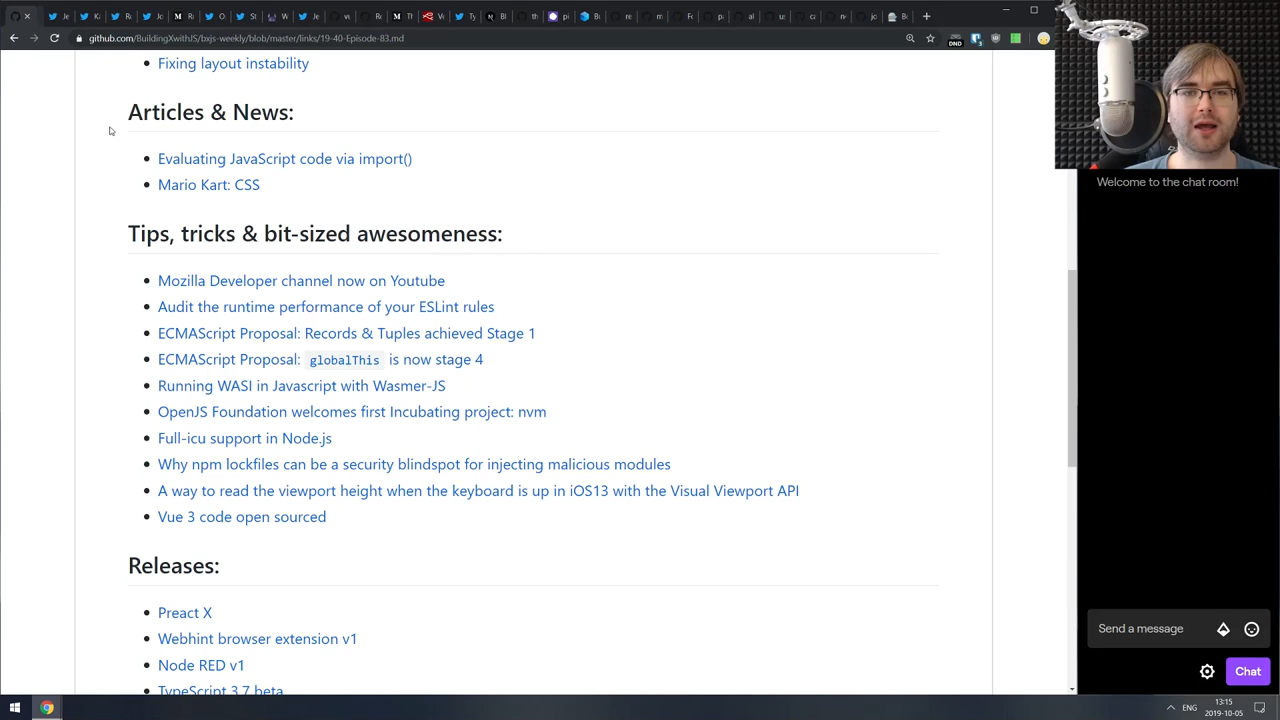 github.com/BuildingXwithJS/bxjs-weekly/blob/master/links/19-40-Episode-83.md
DND
Fixing layout instability
Articles & News:
Evaluating JavaScript code via import()
Mario Kart: CSS
Tips, tricks & bit-sized awesomeness:
Mozilla Developer channel now on Youtube
Audit the runtime performance of your ESLint rules
ECMAScript Proposal: Records & Tuples achieved Stage 1
ECMAScript Proposal: globalThis is now stage 4
Running WASI in Javascript with Wasmer-JS
OpenJS Foundation welcomes first Incubating project: nvm
Full-icu support in Node.js
Why npm lockfiles can be a security blindspot for injecting malicious modules
A way to read the viewport height when the keyboard is up in iOS13 with the Visual Viewport API
Vue 3 code open sourced
Releases:
Preact X
Webhint browser extension v1
Node RED v1
TypeScript 3.7 beta
Welcome to the chat room!
Send a message
Chat
ENG
13:15
2019-10-05